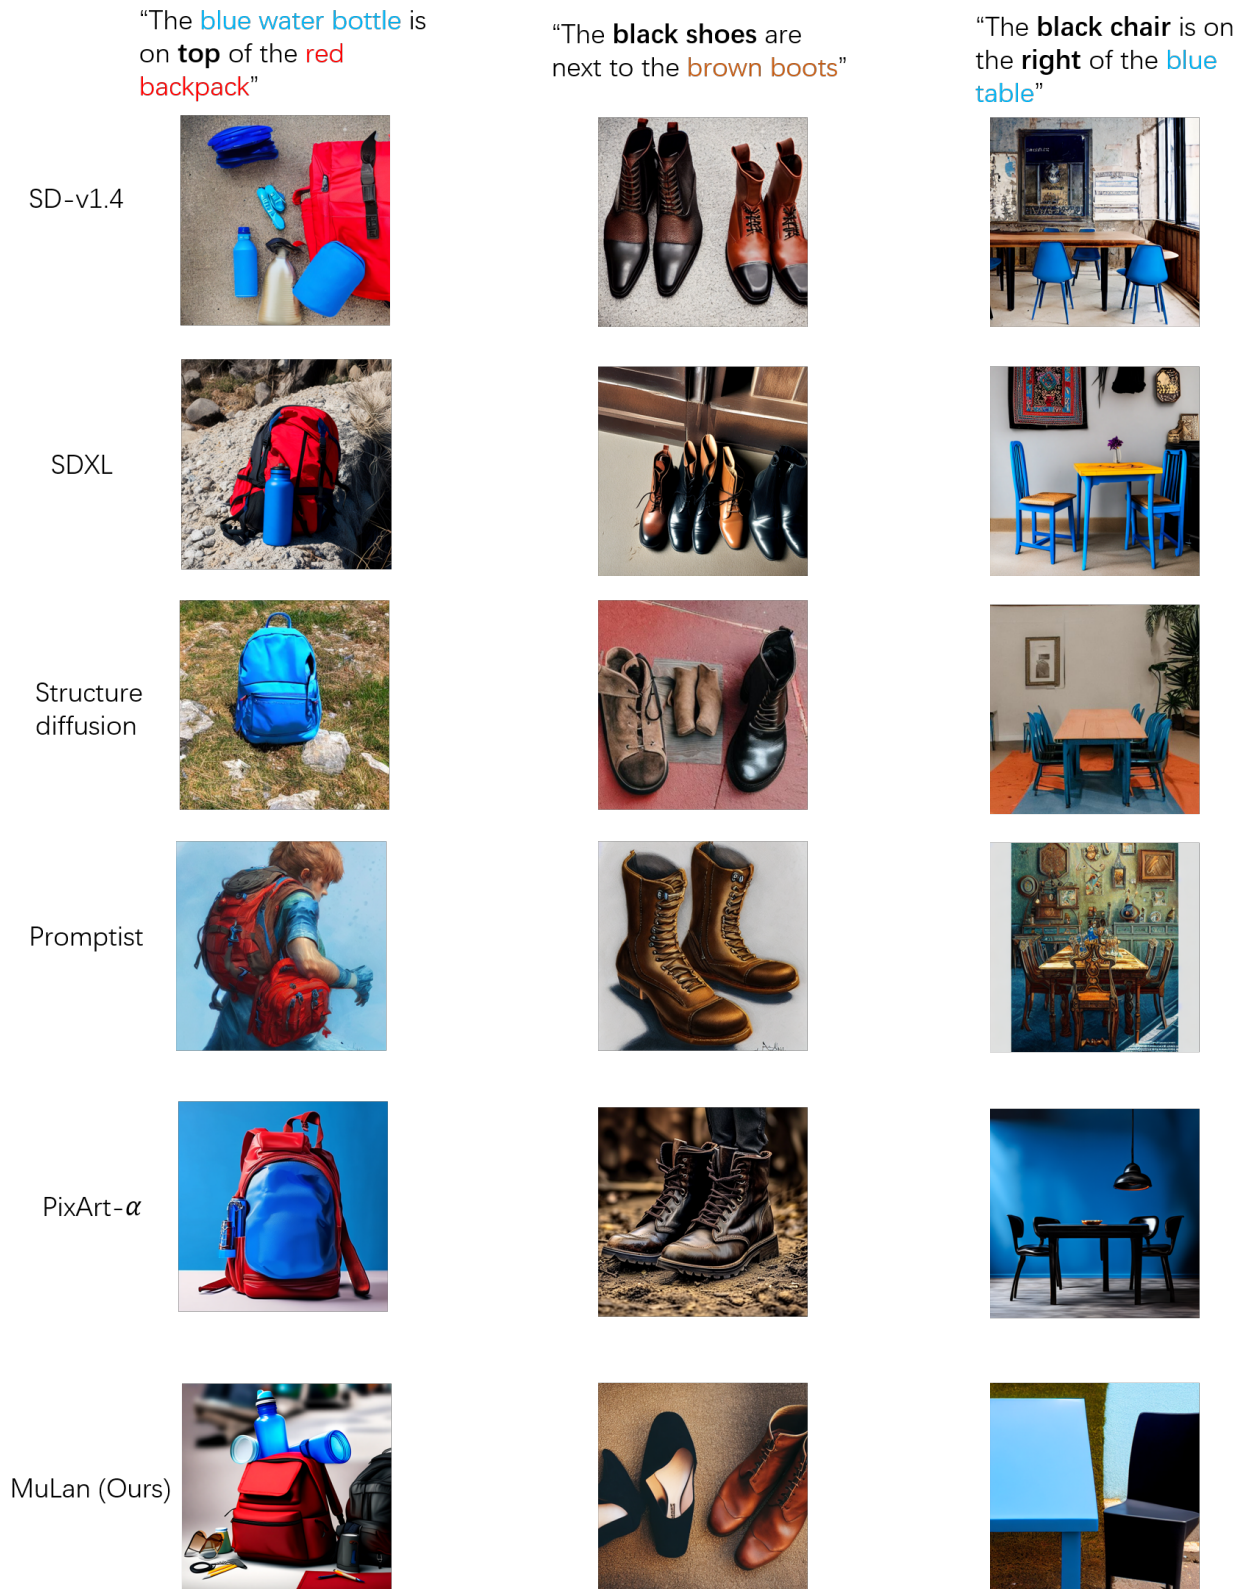 “The blue water bottle is
on top of the red
backpack”
“The black shoes are
next to the brown boots”
“The black chair is on
the right of the blue
table”
SD-v1.4
SDXL
Structure
diffusion
Promptist
PixArt-α
MuLan (Ours)